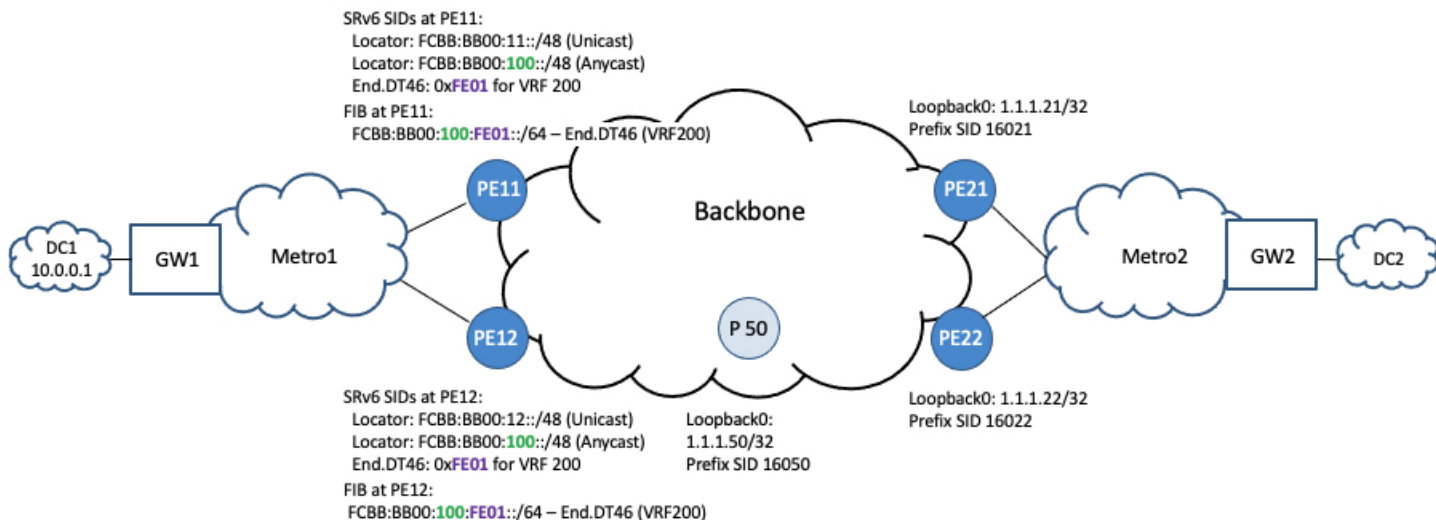 SRv6 SIDs at PE11:
Locator: FCBB:BB00:11::/48 (Unicast)
Locator: FCBB:BB00:100::/48 (Anycast)
End.DT46: 0xFE01 for VRF 200
FIB at PE11:
FCBB:BB00:100:FE01::/64 – End.DT46 (VRF200)
Loopback0: 1.1.1.21/32
Prefix SID 16021
PE11
PE21
Backbone
DC1
10.0.0.1
GW1
Metro1
Metro2
GW2
DC2
PE12
P 50
PE22
SRv6 SIDs at PE12:
Locator: FCBB:BB00:12::/48 (Unicast)
Locator: FCBB:BB00:100::/48 (Anycast)
End.DT46: 0xFE01 for VRF 200
FIB at PE12:
FCBB:BB00:100:FE01::/64 – End.DT46 (VRF200)
Loopback0:
1.1.1.50/32
Prefix SID 16050
Loopback0: 1.1.1.22/32
Prefix SID 16022